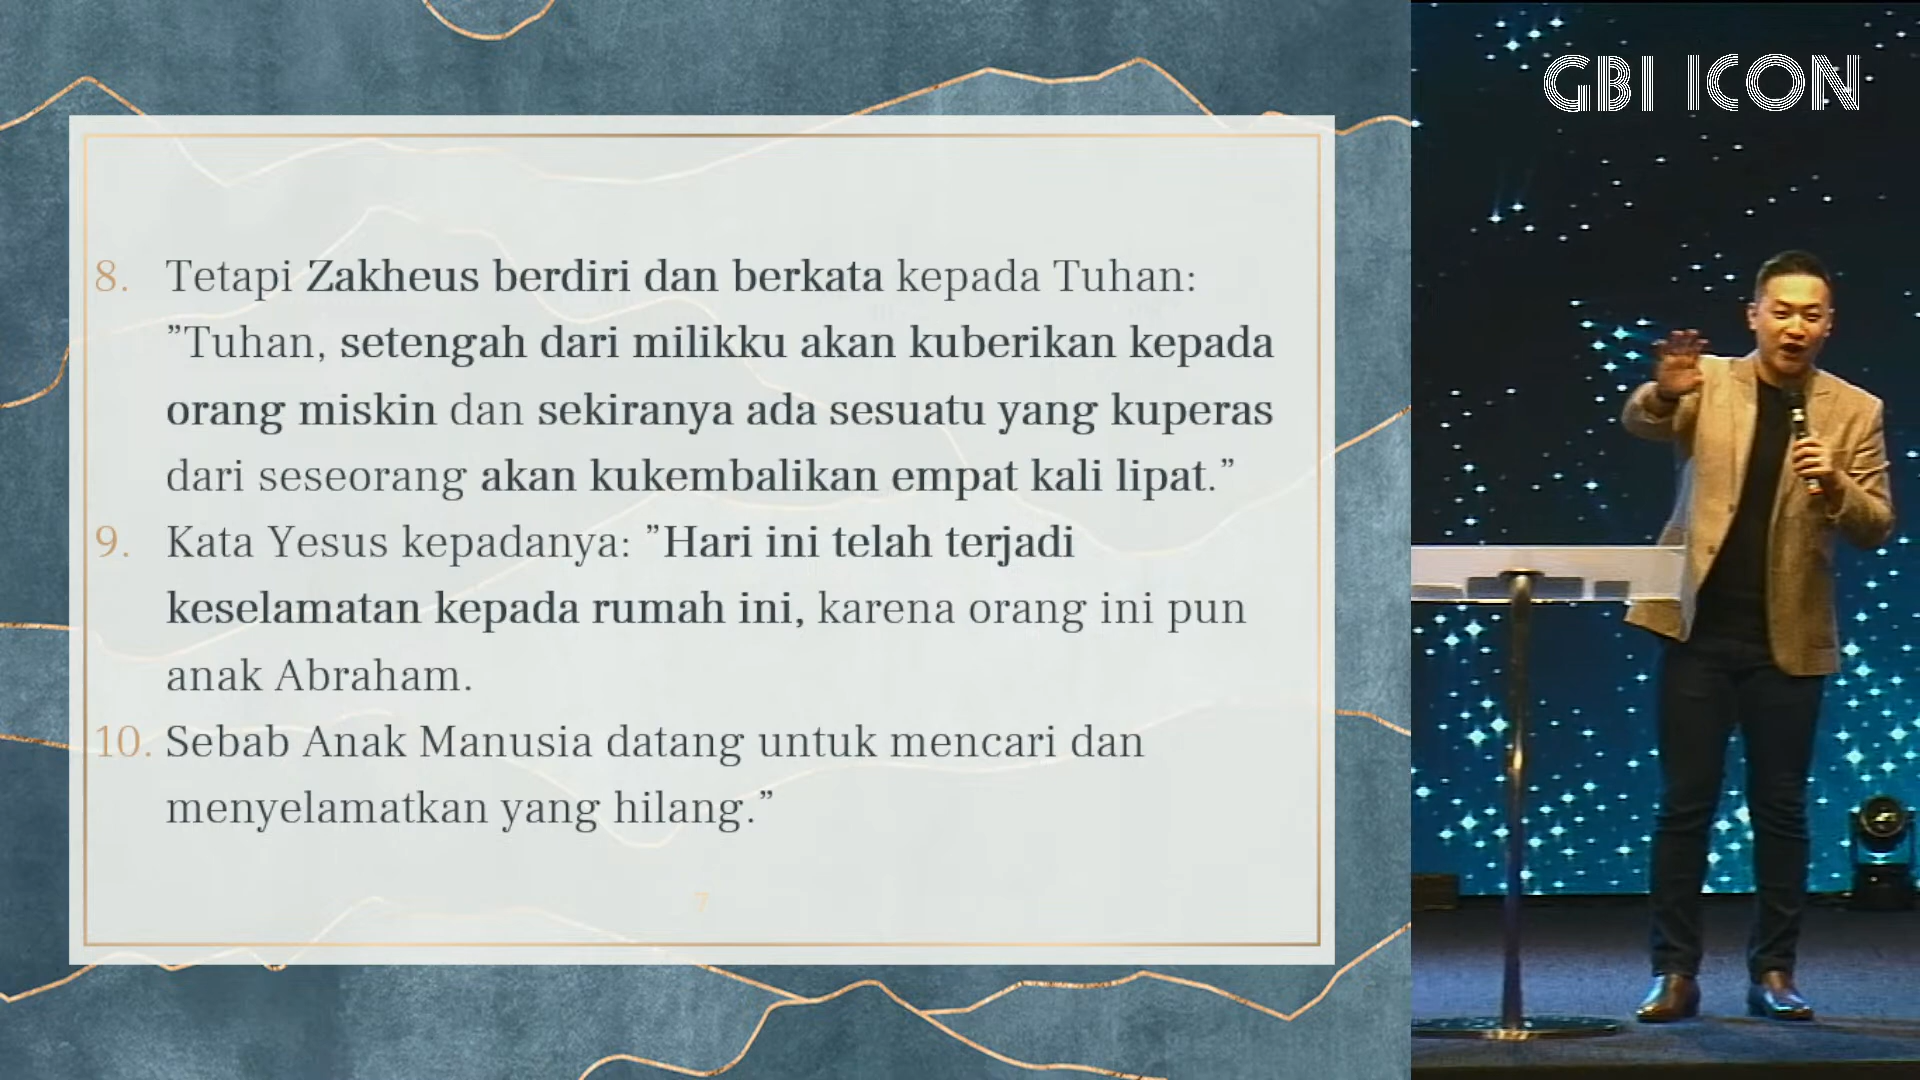 GBI ICON
8. Tetapi Zakheus berdiri dan berkata kepada Tuhan:
”Tuhan, setengah dari milikku akan kuberikan kepada
orang miskin dan sekiranya ada sesuatu yang kuperas
dari seseorang akan kukembalikan empat kali lipat.”
9. Kata Yesus kepadanya: ”Hari ini telah terjadi
keselamatan kepada rumah ini, karena orang ini pun
anak Abraham.
10. Sebab Anak Manusia datang untuk mencari dan
menyelamatkan yang hilang.”
7